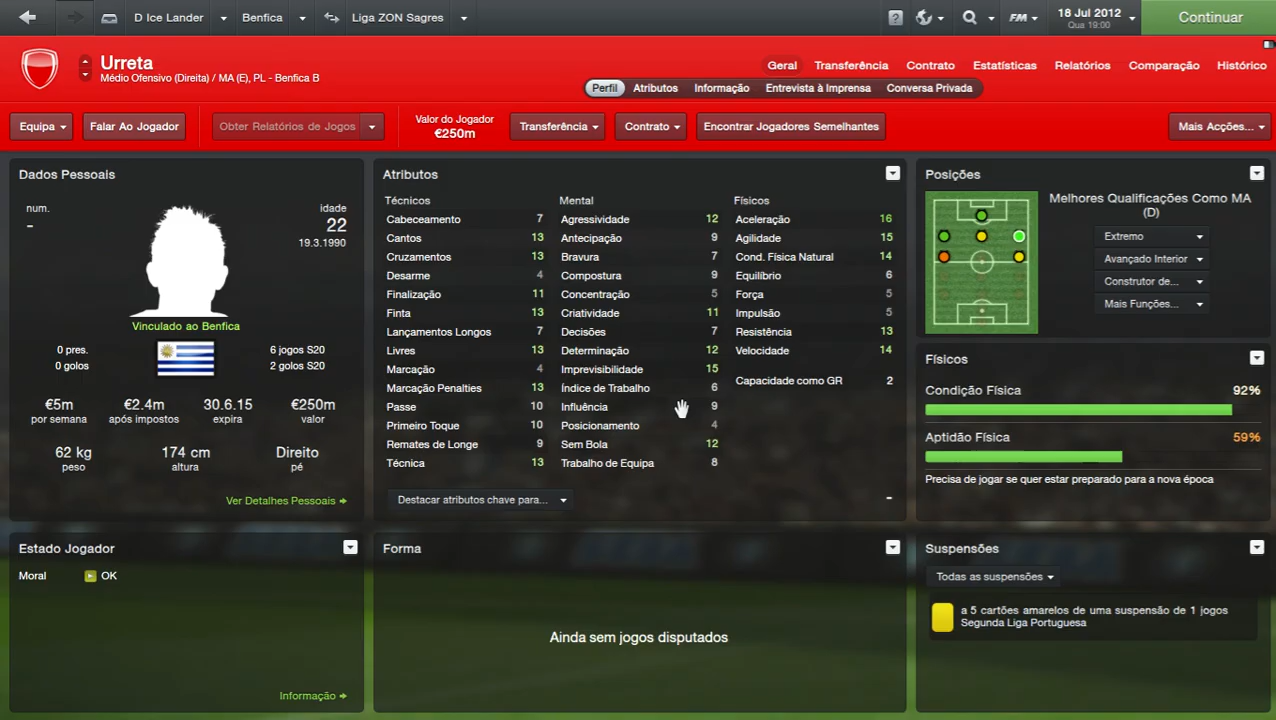 D Ice Lander
Benfica
Liga ZON Sagres
?
FM
18 Jul 2012
Qua 19:00
Continuar
Urreta
Médio Ofensivo (Direita) / MA (E), PL - Benfica B
Geral
Transferência
Contrato
Estatísticas
Relatórios
Comparação
Histórico
Perfil
Atributos
Informação
Entrevista à Imprensa
Conversa Privada
Equipa
Falar Ao Jogador
Obter Relatórios de Jogos
Valor do Jogador
€250m
Transferência
Contrato
Encontrar Jogadores Semelhantes
Mais Acções...
Dados Pessoais
num.
-
idade
22
19.3.1990
Vinculado ao Benfica
0 pres.
0 golos
6 jogos S20
2 golos S20
€5m
por semana
€2.4m
após impostos
30.6.15
expira
€250m
valor
62 kg
peso
174 cm
altura
Direito
pé
Ver Detalhes Pessoais
Atributos
Técnicos
Cabeceamento 7
Cantos 13
Cruzamentos 13
Desarme 4
Finalização 11
Finta 13
Lançamentos Longos 7
Livres 13
Marcação 4
Marcação Penalties 13
Passe 10
Primeiro Toque 10
Remates de Longe 9
Técnica 13
Mental
Agressividade 12
Antecipação 9
Bravura 7
Compostura 9
Concentração 5
Criatividade 11
Decisões 7
Determinação 12
Imprevisibilidade 15
Índice de Trabalho 6
Influência 9
Posicionamento 4
Sem Bola 12
Trabalho de Equipa 8
Físicos
Aceleração 16
Agilidade 15
Cond. Física Natural 14
Equilíbrio 6
Força 5
Impulsão 5
Resistência 13
Velocidade 14
Capacidade como GR 2
Destacar atributos chave para...
-
Posições
Melhores Qualificações Como MA
(D)
Extremo
Avançado Interior
Construtor de...
Mais Funções...
Físicos
Condição Física 92%
Aptidão Física 59%
Precisa de jogar se quer estar preparado para a nova época
Estado Jogador
Moral OK
Informação
Forma
Ainda sem jogos disputados
Suspensões
Todas as suspensões
a 5 cartões amarelos de uma suspensão de 1 jogos
Segunda Liga Portuguesa